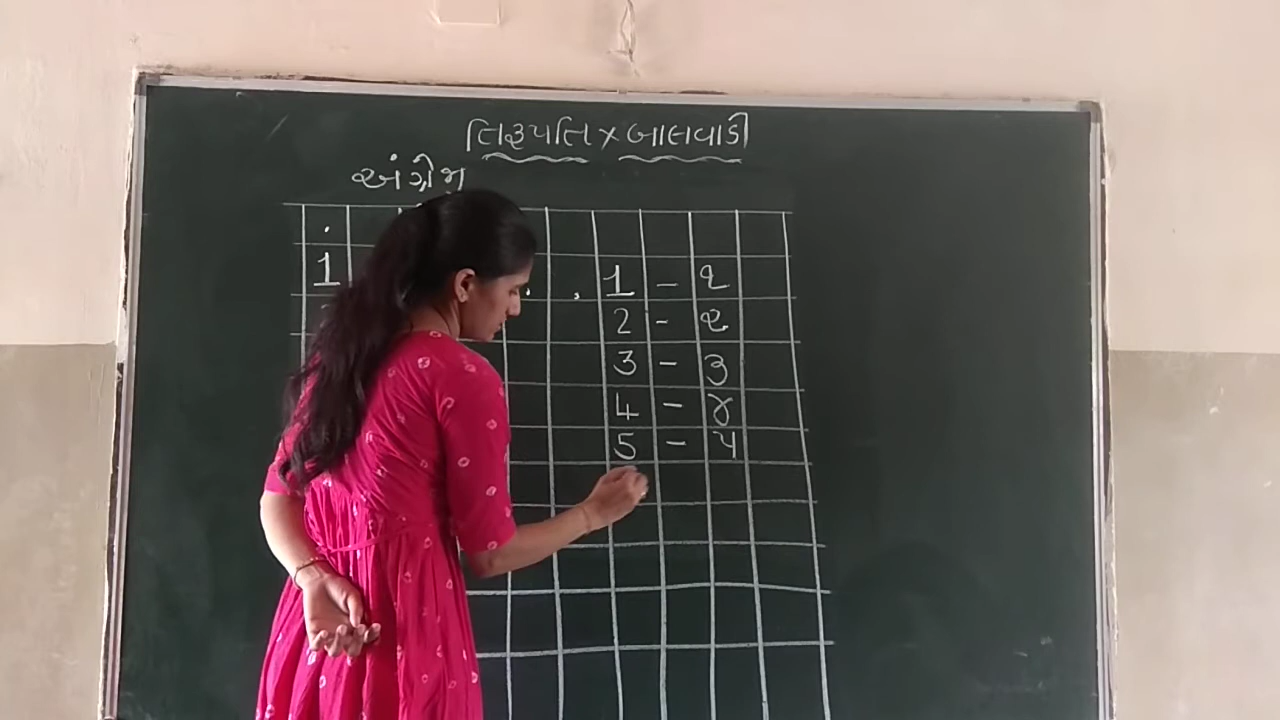 તિરૂપતિ × બાલવાડી
અંગ્રેજી
1 1 - ૧
2 - ૨
3 - ૩
4 - ૪
5 - ૫